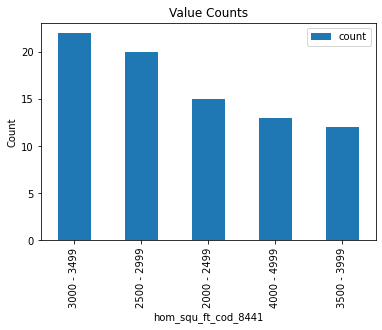 Value Counts
count
Count
20
15
10
5
0
3000 - 3499
2500 - 2999
2000 - 2499
4000 - 4999
3500 - 3999
hom_squ_ft_cod_8441